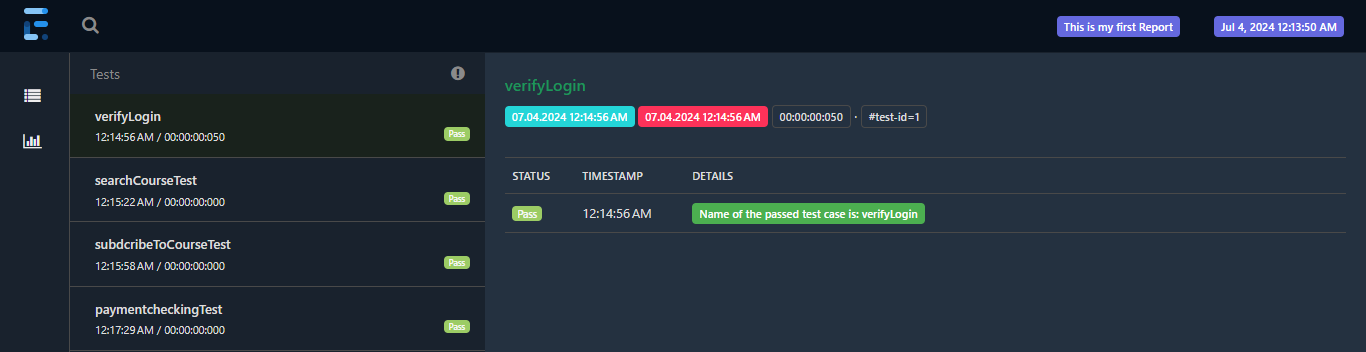 This is my first Report Jul 4, 2024 12:13:50 AM
Tests
verifyLogin
12:14:56 AM / 00:00:00:050
Pass
searchCourseTest
12:15:22 AM / 00:00:00:000
Pass
subdcribeToCourseTest
12:15:58 AM / 00:00:00:000
Pass
paymentcheckingTest
12:17:29 AM / 00:00:00:000
Pass
verifyLogin
07.04.2024 12:14:56 AM 07.04.2024 12:14:56 AM 00:00:00:050 · #test-id=1
STATUS TIMESTAMP DETAILS
Pass 12:14:56 AM Name of the passed test case is: verifyLogin